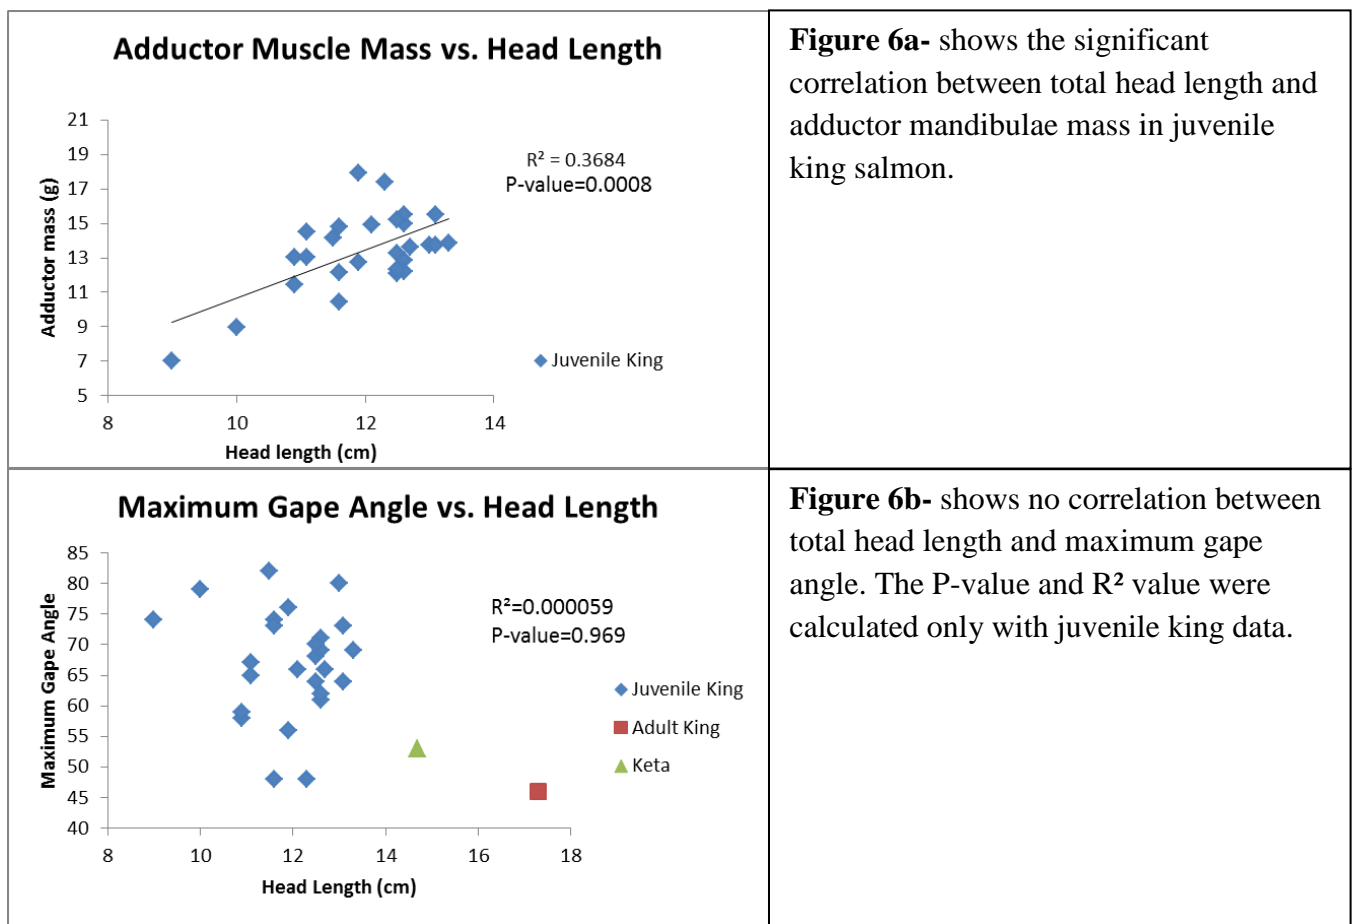 Adductor Muscle Mass vs. Head Length
21
19
17
15
13
11
9
7
5
Adductor mass (g)
R² = 0.3684
P-value=0.0008
Juvenile King
8 10 12 14
Head length (cm)
Figure 6a- shows the significant
correlation between total head length and
adductor mandibulae mass in juvenile
king salmon.
Maximum Gape Angle vs. Head Length
85
80
75
70
65
60
55
50
45
40
Maximum Gape Angle
R²=0.000059
P-value=0.969
Juvenile King
Adult King
Keta
8 10 12 14 16 18
Head Length (cm)
Figure 6b- shows no correlation between
total head length and maximum gape
angle. The P-value and R² value were
calculated only with juvenile king data.